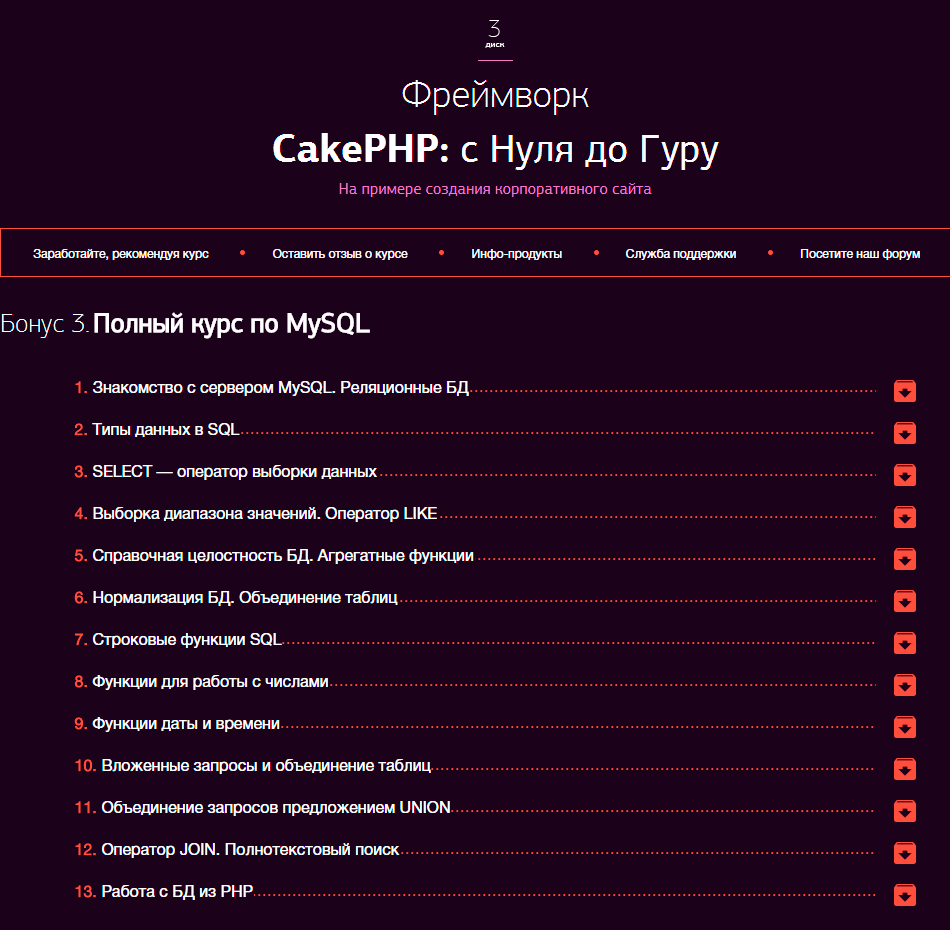 3
диск
Фреймворк
CakePHP: с Нуля до Гуру
На примере создания корпоративного сайта
Заработайте, рекомендуя курс • Оставить отзыв о курсе • Инфо-продукты • Служба поддержки • Посетите наш форум
Бонус 3. Полный курс по MySQL
1. Знакомство с сервером MySQL. Реляционные БД
2. Типы данных в SQL
3. SELECT — оператор выборки данных
4. Выборка диапазона значений. Оператор LIKE
5. Справочная целостность БД. Агрегатные функции
6. Нормализация БД. Объединение таблиц
7. Строковые функции SQL
8. Функции для работы с числами
9. Функции даты и времени
10. Вложенные запросы и объединение таблиц
11. Объединение запросов предложением UNION
12. Оператор JOIN. Полнотекстовый поиск
13. Работа с БД из PHP